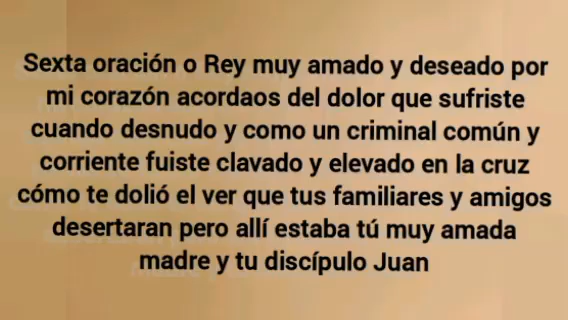 Sexta oración o Rey muy amado y deseado por
mi corazón acordaos del dolor que sufriste
cuando desnudo y como un criminal común y
corriente fuiste clavado y elevado en la cruz
cómo te dolió el ver que tus familiares y amigos
desertaran pero allí estaba tú muy amada
madre y tu discípulo Juan